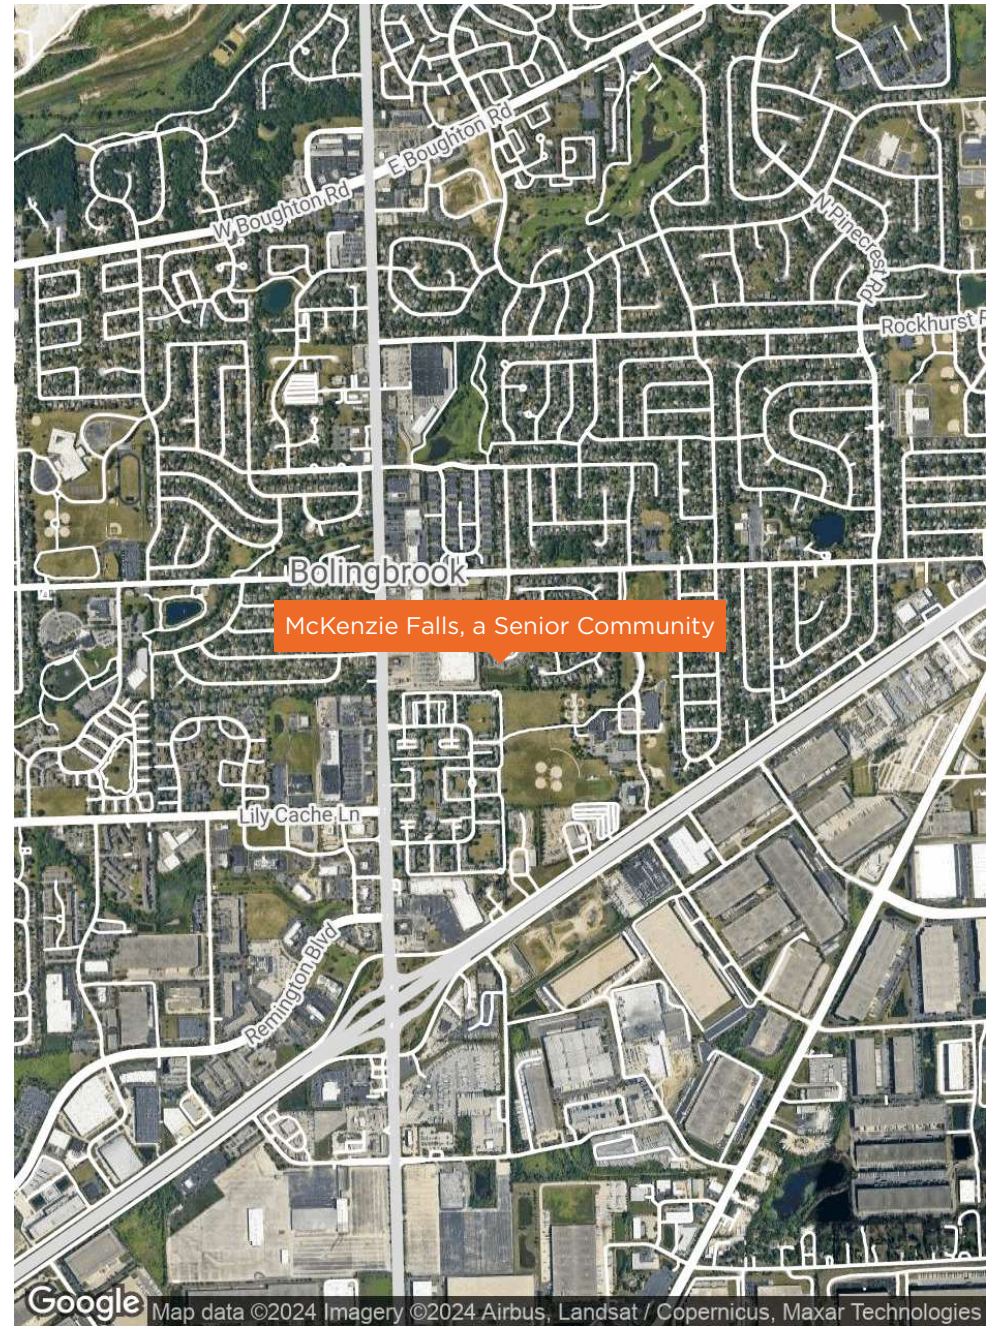 E Boughton Rd
W Boughton Rd
N Pinecrest Rd
Rockhurst R
Bolingbrook
McKenzie Falls, a Senior Community
Lily Cache Ln
Remington Blvd
Google
Map data ©2024 Imagery ©2024 Airbus, Landsat / Copernicus, Maxar Technologies